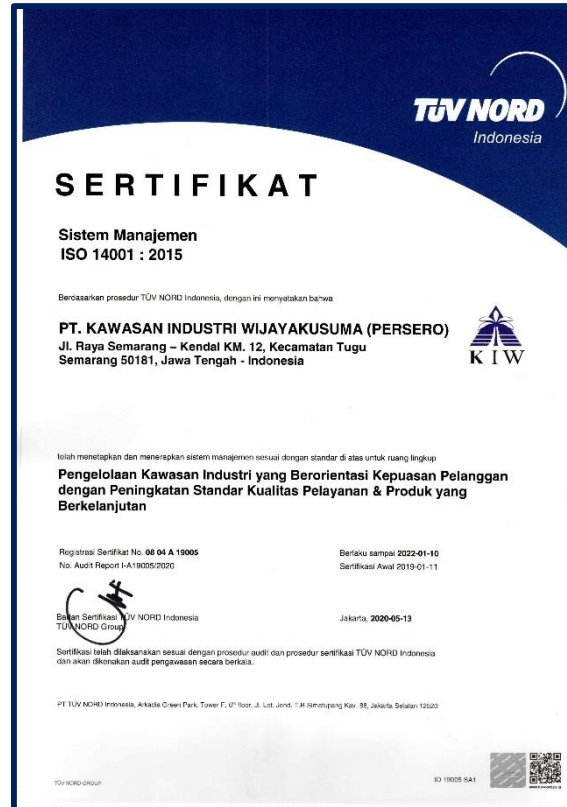 TÜV NORD
Indonesia
SERTIFIKAT
Sistem Manajemen
ISO 14001 : 2015
Berdasarkan prosedur TÜV NORD Indonesia, dengan ini menyatakan bahwa
PT. KAWASAN INDUSTRI WIJAYAKUSUMA (PERSERO)
Jl. Raya Semarang – Kendal KM. 12, Kecamatan Tugu
Semarang 50181, Jawa Tengah - Indonesia
KIW
telah menetapkan dan menerapkan sistem manajemen sesuai dengan standar di atas untuk ruang lingkup
Pengelolaan Kawasan Industri yang Berorientasi Kepuasan Pelanggan
dengan Peningkatan Standar Kualitas Pelayanan & Produk yang
Berkelanjutan
Registrasi Sertifikat No. 08 04 A 19005
No. Audit Report I-A19005/2020
Berlaku sampai 2022-01-10
Sertifikasi Awal 2019-01-11
Badan Sertifikasi TÜV NORD Indonesia
TÜV NORD Group
Jakarta, 2020-05-13
Sertifikasi telah dilaksanakan sesuai dengan prosedur audit dan prosedur sertifikasi TÜV NORD Indonesia
dan akan dikenakan audit pengawasan secara berkala.
PT TÜV NORD Indonesia, Arkadia Green Park, Tower F, 6th floor, Jl. Let. Jend. T.B Simatupang Kav. 88, Jakarta Selatan 12520
TÜV NORD GROUP
ID 19005 SA1